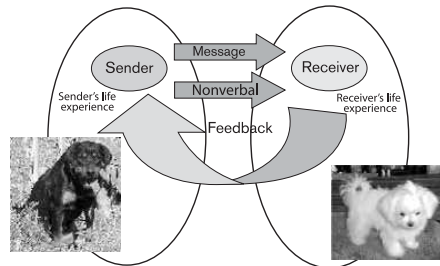 Message
Sender
Receiver
Nonverbal
Sender's life
experience
Receiver's life
experience
Feedback